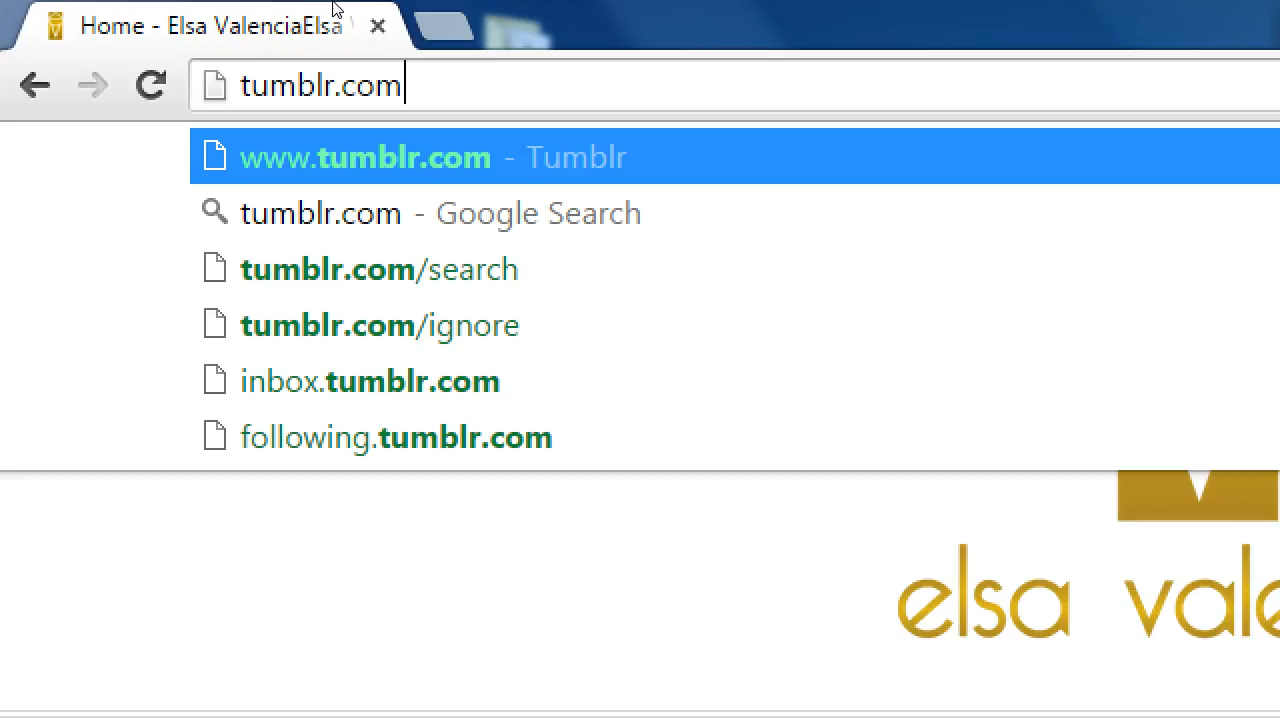 Home - Elsa ValenciaElsa
tumblr.com
www.tumblr.com - Tumblr
tumblr.com - Google Search
tumblr.com/search
tumblr.com/ignore
inbox.tumblr.com
following.tumblr.com
elsa vale